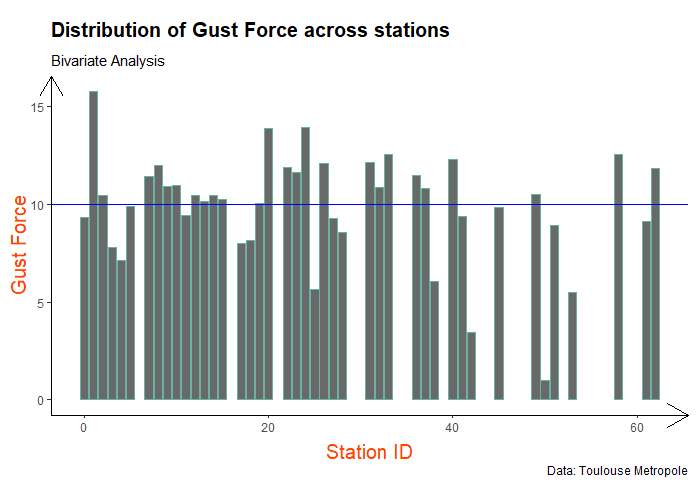 Distribution of Gust Force across stations
Bivariate Analysis
15
10
5
0
Gust Force
0 20 40 60
Station ID
Data: Toulouse Metropole